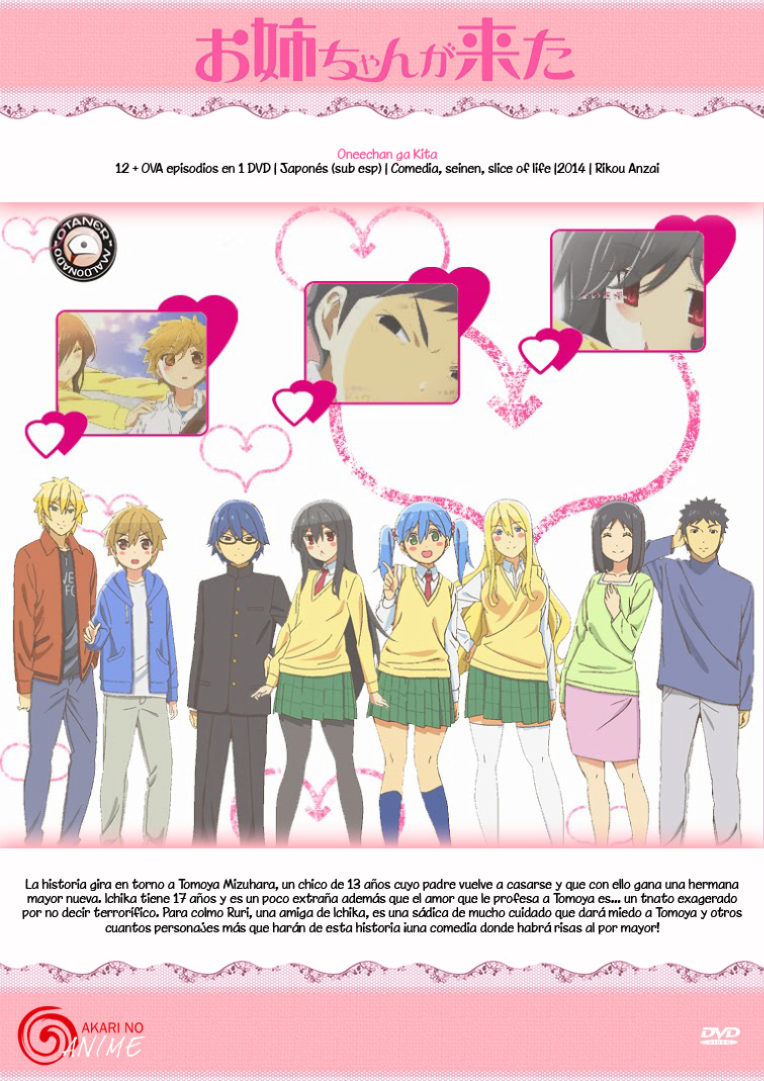 お姉ちゃんが来た
Oneechan ga Kita
12 + OVA episodios en 1 DVD | Japonés (sub esp) | Comedia, seinen, slice of life |2014 | Rikou Anzai
OTANER
MALDONADO
La historia gira en torno a Tomoya Mizuhara, un chico de 13 años cuyo padre vuelve a casarse y que con ello gana una hermana
mayor nueva. Ichika tiene 17 años y es un poco extraña además que el amor que le profesa a Tomoya es... un tnato exagerado
por no decir terrorífico. Para colmo Ruri, una amiga de Ichika, es una sádica de mucho cuidado que dará miedo a Tomoya y otros
cuantos personajes más que harán de esta historia ¡una comedia donde habrá risas al por mayor!
AKARI NO
ANIME
DVD
VIDEO